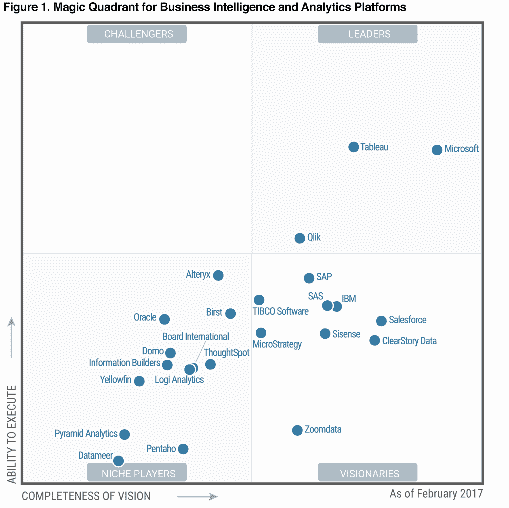 Figure 1. Magic Quadrant for Business Intelligence and Analytics Platforms
CHALLENGERS
LEADERS
Tableau
Microsoft
Qlik
Alteryx
SAP
SAS
IBM
TIBCO Software
Birst
Oracle
Salesforce
Board International
MicroStrategy
Sisense
ClearStory Data
Domo
ThoughtSpot
Information Builders
Yellowfin
Logi Analytics
Pyramid Analytics
Zoomdata
Pentaho
Datameer
NICHE PLAYERS
VISIONARIES
ABILITY TO EXECUTE
COMPLETENESS OF VISION
As of February 2017